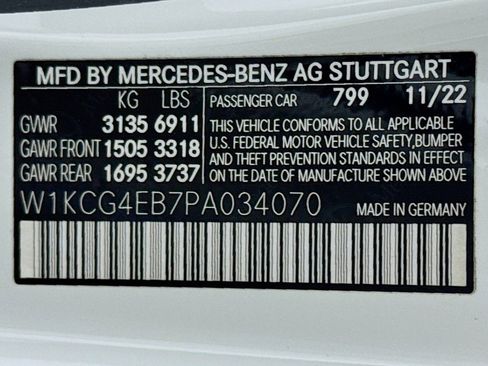 MFD BY MERCEDES-BENZ AG STUTTGART
KG LBS
GVWR 3135 6911
GAWR FRONT 1505 3318
GAWR REAR 1695 3737
PASSENGER CAR 799 11/22
THIS VEHICLE CONFORMS TO ALL APPLICABLE
U.S. FEDERAL MOTOR VEHICLE SAFETY,BUMPER
AND THEFT PREVENTION STANDARDS IN EFFECT
ON DATE OF MANUFACTURE SHOWN ABOVE.
W1KCG4EB7PA034070 MADE IN GERMANY